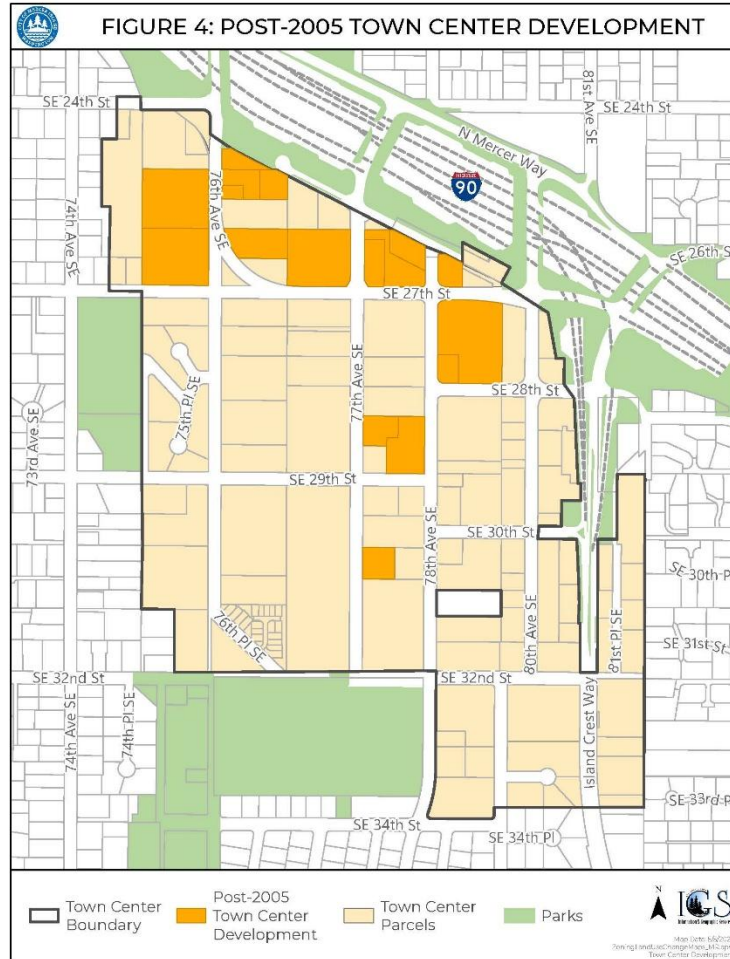 FIGURE 4: POST-2005 TOWN CENTER DEVELOPMENT
SE 24th St
81st Ave SE
SE 24th St
N Mercer Way
74th Ave SE
76th Ave SE
INTERSTATE
90
SE 26th S
SE 27th St
77th Ave SE
SE 28th St
73rd Ave SE
75th Pl SE
SE 29th St
78th Ave SE
SE 30th St
80th Ave SE
SE 30th P
76th Pl SE
81st Pl SE
SE 31st St
SE 32nd St
SE 32nd St
74th Ave SE
74th Pl SE
Island Crest Way
SE 33rd P
SE 34th St
SE 34th Pl
Town Center
Boundary
Post-2005
Town Center
Development
Town Center
Parcels
Parks
N
IGS